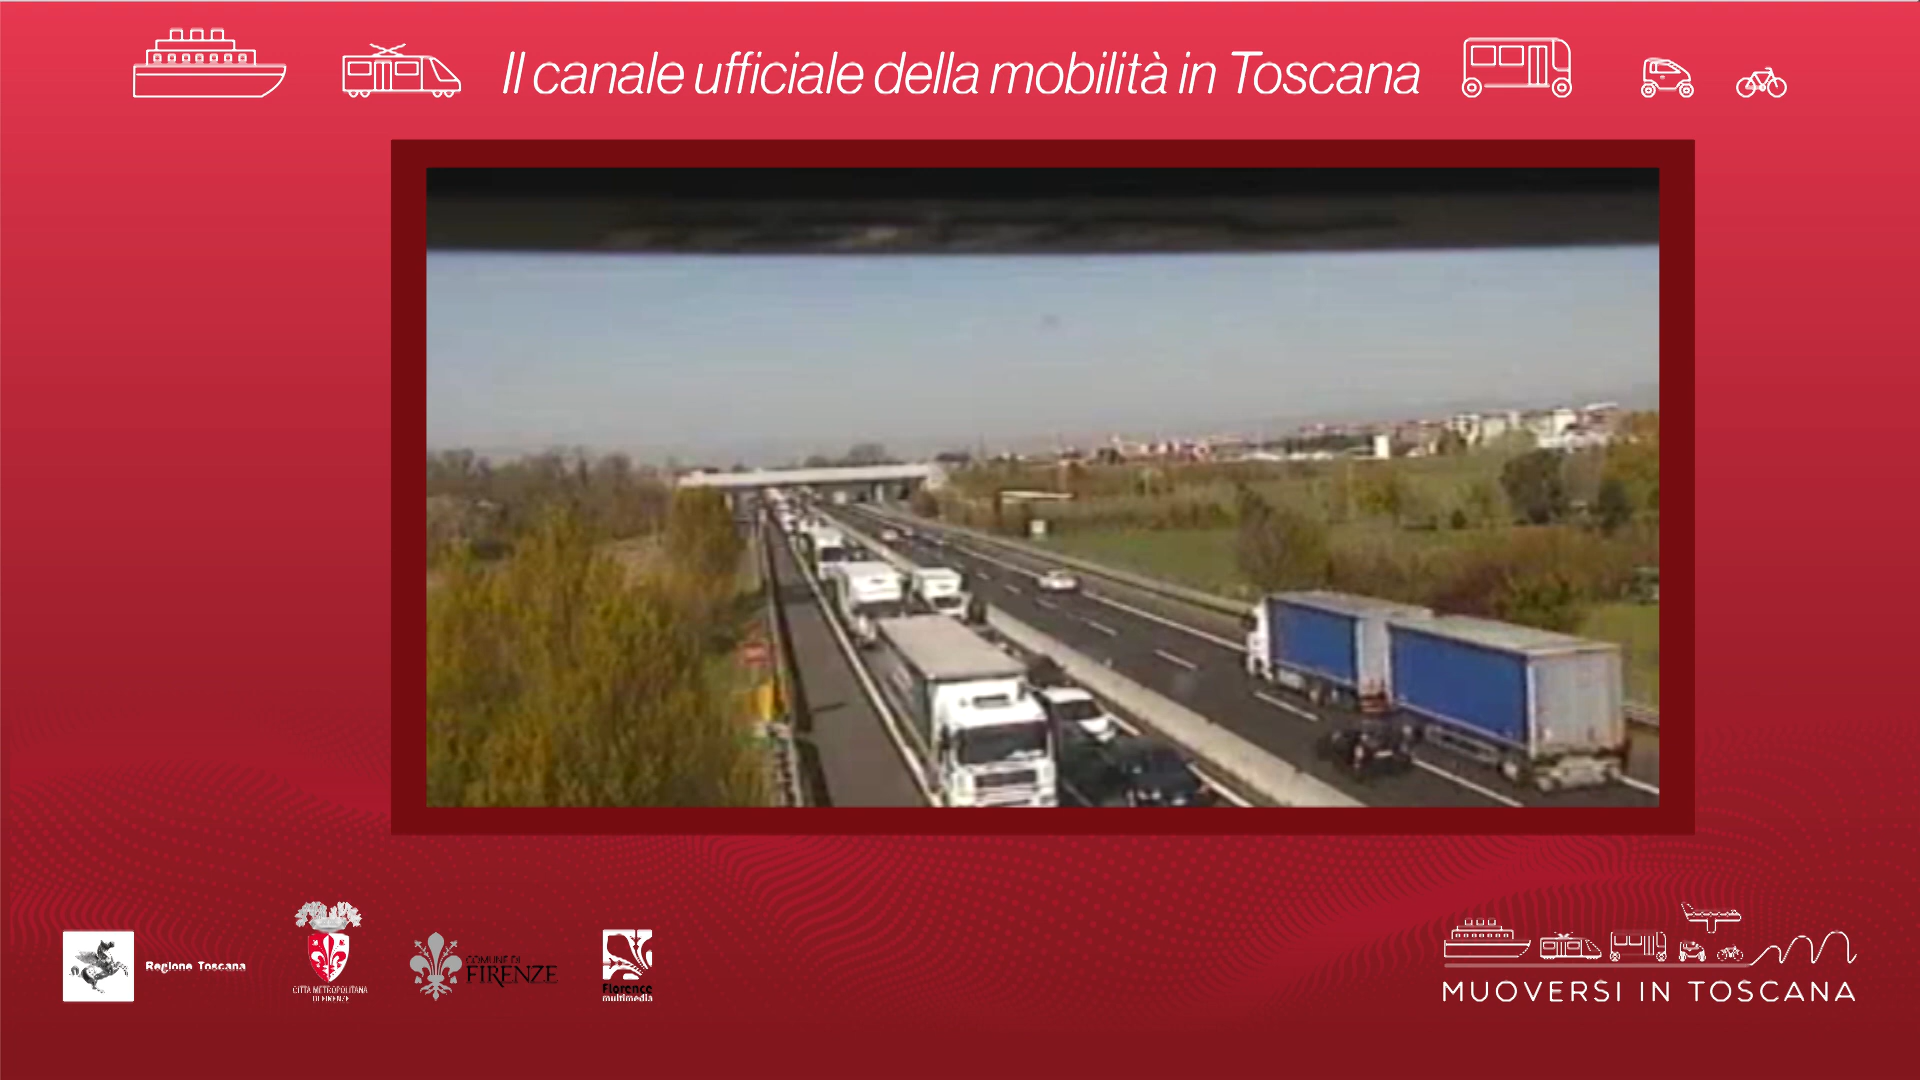 Il canale ufficiale della mobilità in Toscana
Regione Toscana
CITTÀ METROPOLITANA
DI FIRENZE
COMUNE DI
FIRENZE
Florence
multimedia
MUOVERSI IN TOSCANA